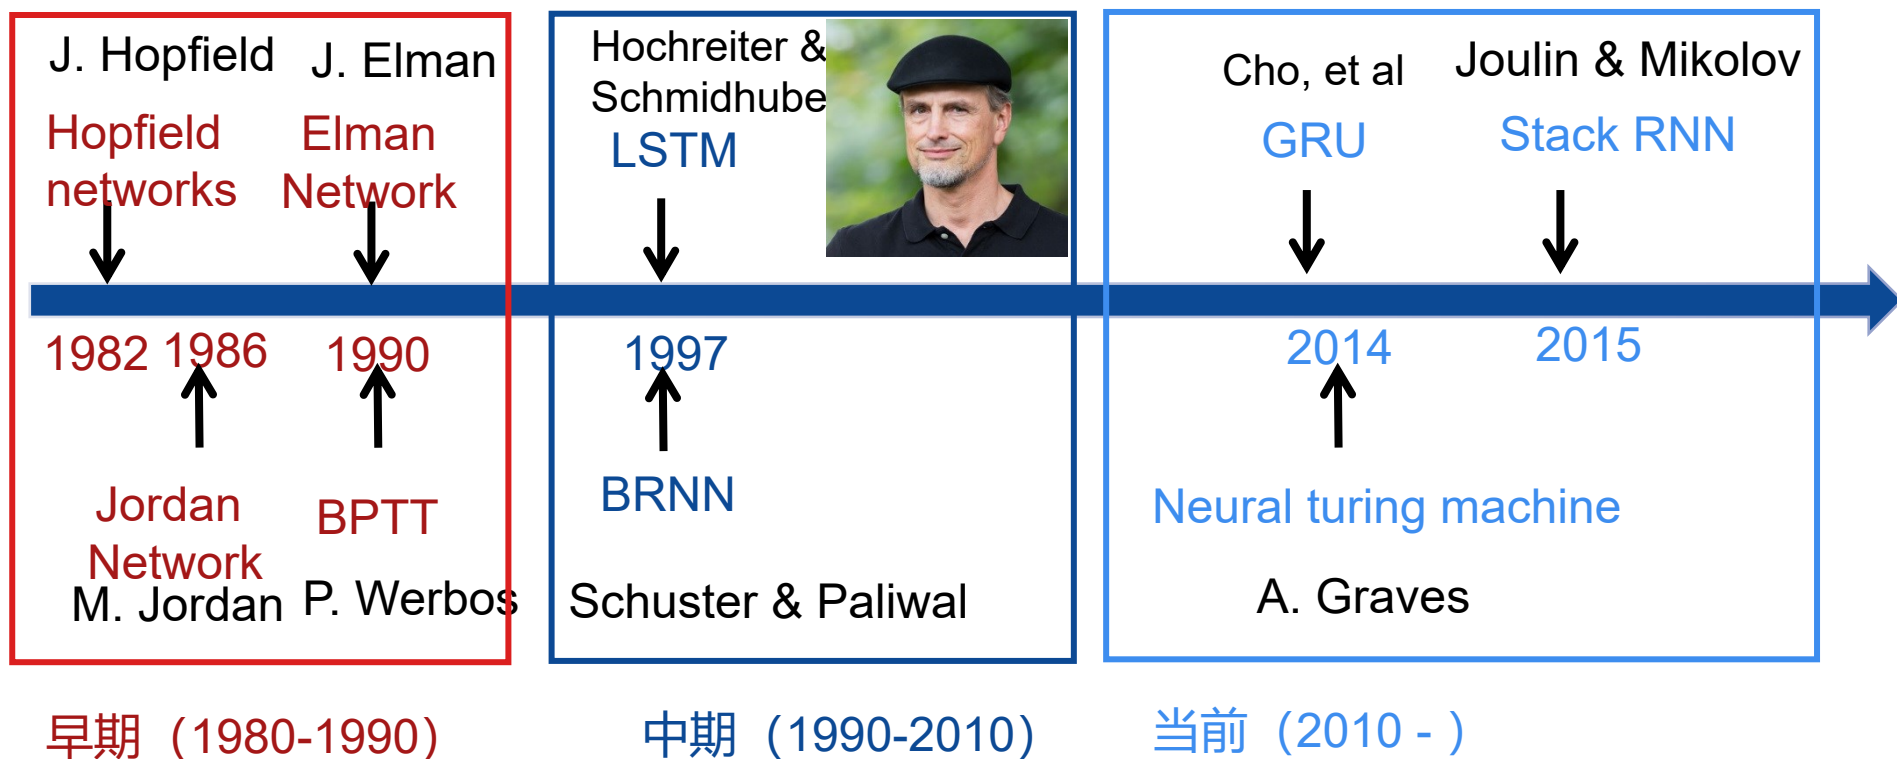 J. Hopfield
Hopfield
networks
J. Elman
Elman
Network
1982
1986
1990
Jordan
Network
M. Jordan
BPTT
P. Werbos
早期（1980-1990）
Hochreiter &
Schmidhube
LSTM
1997
BRNN
Schuster & Paliwal
中期（1990-2010）
Cho, et al
GRU
Joulin & Mikolov
Stack RNN
2014
2015
Neural turing machine
A. Graves
当前（2010 - ）